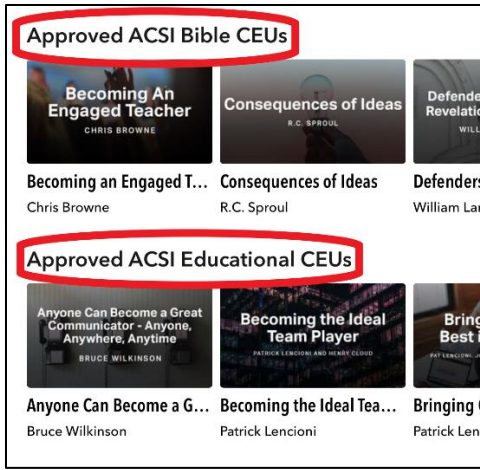 Approved ACSI Bible CEUs
Becoming An
Engaged Teacher
CHRIS BROWNE
Consequences of Ideas
R.C. SPROUL
Defende
Revelatio
WILL
Becoming an Engaged T...
Consequences of Ideas
Defenders
Chris Browne
R.C. Sproul
William Lan
Approved ACSI Educational CEUs
Anyone Can Become a Great
Communicator - Anyone,
Anywhere, Anytime
BRUCE WILKINSON
Becoming the Ideal
Team Player
PATRICK LENCIONI AND HENRY CLOUD
Bring
Best i
PAT LENCIONI, J
Anyone Can Become a G...
Becoming the Ideal Tea...
Bringing
Bruce Wilkinson
Patrick Lencioni
Patrick Len